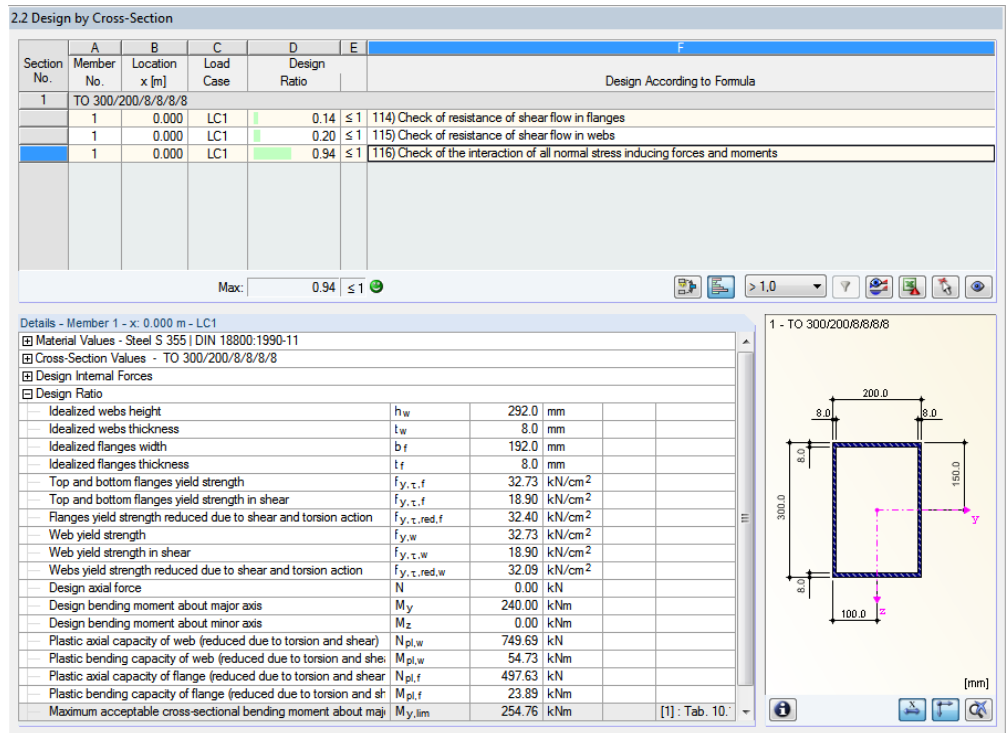 2.2 Design by Cross-Section
A B C D E F
Section Member Location Load Design
No. No. x [m] Case Ratio Design According to Formula
1 TO 300/200/8/8/8/8
1 0.000 LC1 0.14 ≤ 1 114) Check of resistance of shear flow in flanges
1 0.000 LC1 0.20 ≤ 1 115) Check of resistance of shear flow in webs
1 0.000 LC1 0.94 ≤ 1 116) Check of the interaction of all normal stress inducing forces and moments
Max: 0.94 ≤ 1 > 1,0
Details - Member 1 - x: 0.000 m - LC1
Material Values - Steel S 355 | DIN 18800:1990-11
Cross-Section Values - TO 300/200/8/8/8/8
Design Internal Forces
Design Ratio
Idealized webs height hw 292.0 mm
Idealized webs thickness tw 8.0 mm
Idealized flanges width bf 192.0 mm
Idealized flanges thickness tf 8.0 mm
Top and bottom flanges yield strength fy,τ,f 32.73 kN/cm2
Top and bottom flanges yield strength in shear fy,τ,f 18.90 kN/cm2
Flanges yield strength reduced due to shear and torsion action fy,τ,red,f 32.40 kN/cm2
Web yield strength fy,w 32.73 kN/cm2
Web yield strength in shear fy,τ,w 18.90 kN/cm2
Webs yield strength reduced due to shear and torsion action fy,τ,red,w 32.09 kN/cm2
Design axial force N 0.00 kN
Design bending moment about major axis My 240.00 kNm
Design bending moment about minor axis Mz 0.00 kNm
Plastic axial capacity of web (reduced due to torsion and shear) Npl,w 749.69 kN
Plastic bending capacity of web (reduced due to torsion and she Mpl,w 54.73 kNm
Plastic axial capacity of flange (reduced due to torsion and shear Npl,f 497.63 kN
Plastic bending capacity of flange (reduced due to torsion and sh Mpl,f 23.89 kNm
Maximum acceptable cross-sectional bending moment about maj My,lim 254.76 kNm [1] : Tab. 10.
1 - TO 300/200/8/8/8/8
200.0
8.0 8.0
8.0
150.0
300.0
y
8.0
100.0 z
[mm]